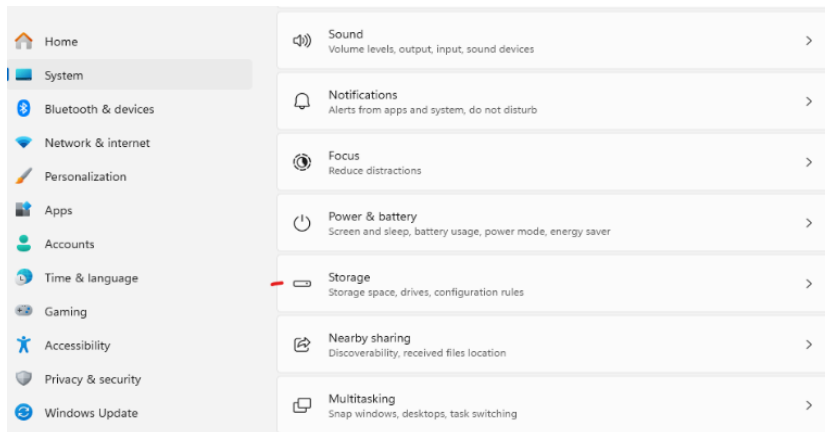 Home
System
Bluetooth & devices
Network & internet
Personalization
Apps
Accounts
Time & language
Gaming
Accessibility
Privacy & security
Windows Update
Sound
Volume levels, output, input, sound devices
Notifications
Alerts from apps and system, do not disturb
Focus
Reduce distractions
Power & battery
Screen and sleep, battery usage, power mode, energy saver
Storage
Storage space, drives, configuration rules
Nearby sharing
Discoverability, received files location
Multitasking
Snap windows, desktops, task switching